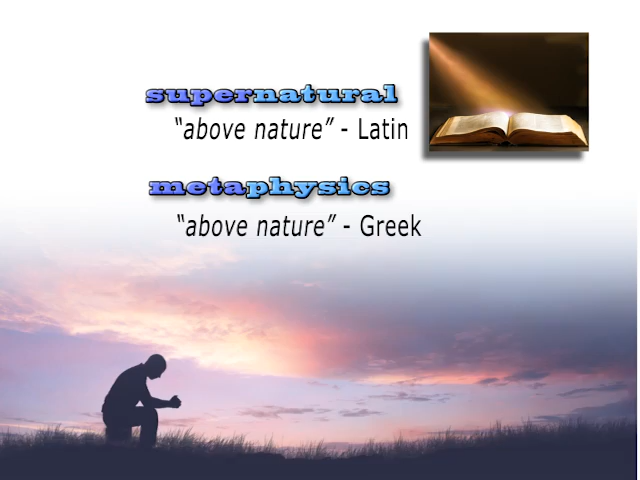 supernatural
“above nature” - Latin
metaphysics
“above nature” - Greek